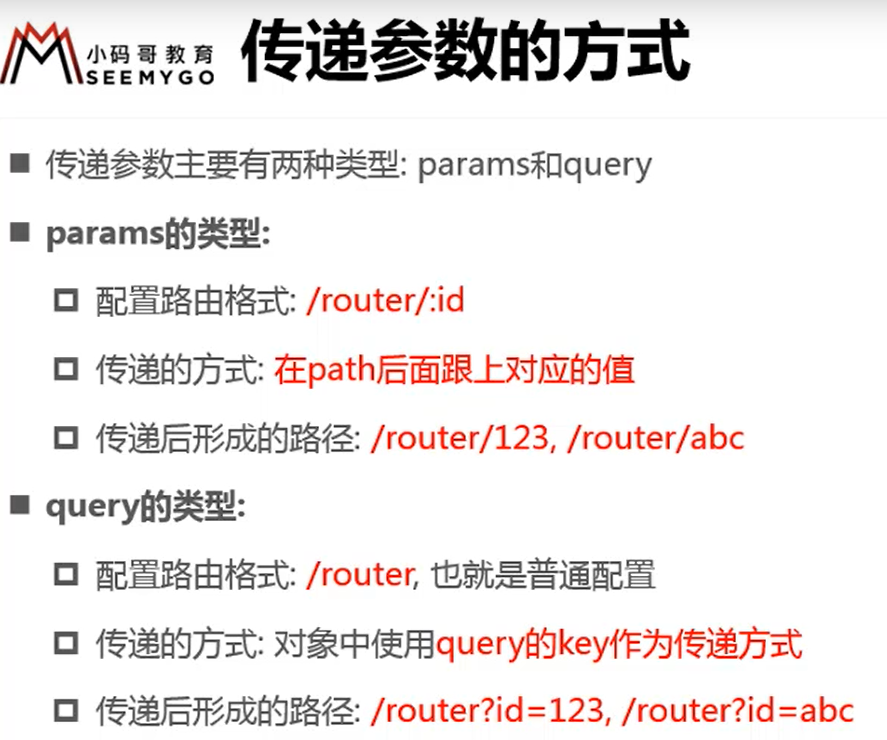 小码哥教育
SEEMYGO
传递参数的方式
传递参数主要有两种类型: params和query
params的类型:
配置路由格式: /router/:id
传递的方式: 在path后面跟上对应的值
传递后形成的路径: /router/123, /router/abc
query的类型:
配置路由格式: /router, 也就是普通配置
传递的方式: 对象中使用query的key作为传递方式
传递后形成的路径: /router?id=123, /router?id=abc